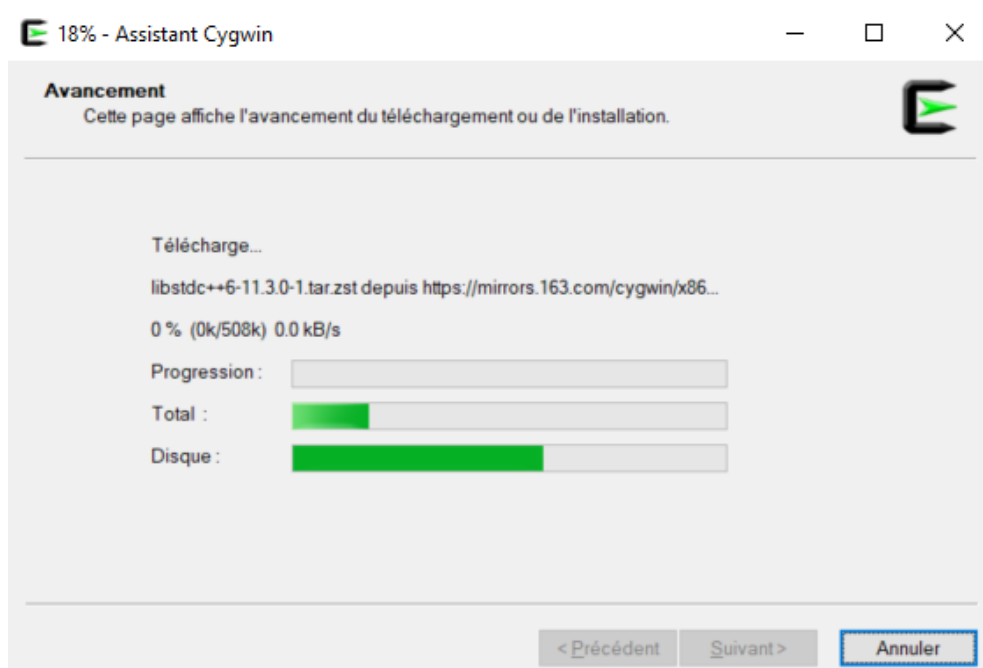 18% - Assistant Cygwin
Avancement
Cette page affiche l'avancement du téléchargement ou de l'installation.
Télécharge...
libstdc++6-11.3.0-1.tar.zst depuis https://mirrors.163.com/cygwin/x86...
0 % (0k/508k) 0.0 kB/s
Progression :
Total :
Disque :
< Précédent Suivant > Annuler